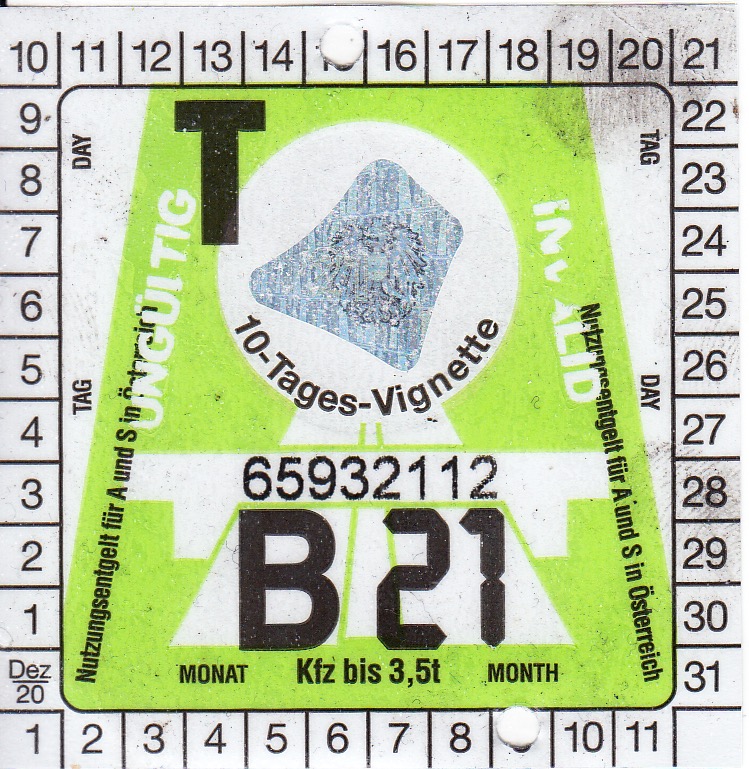 10 11 12 13 14 15 16 17 18 19 20 21
9 22
8 23
7 24
6 25
5 26
4 27
3 28
2 29
1 30
Dez
20
31
1 2 3 4 5 6 7 8 10 11
DAY
TAG
TAG
DAY
T
UNGÜLTIG
INVALID
10-Tages-Vignette
Nutzungsentgelt für A und S in Österreich
Nutzungsentgelt für A und S in Österreich
65932112
B 21
MONAT Kfz bis 3,5t MONTH